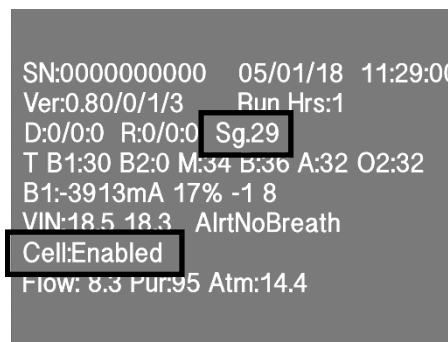 SN:0000000000 05/01/18 11:29:00
Ver:0.80/0/1/3 Run Hrs:1
D:0/0:0 R:0/0:0 Sg.29
T B1:30 B2:0 M:34 B:36 A:32 O2:32
B1:-3913mA 17% -1 8
VIN:18.5 18.3 AlrtNoBreath
Cell:Enabled
Flow: 8.3 Pur:95 Atm:14.4